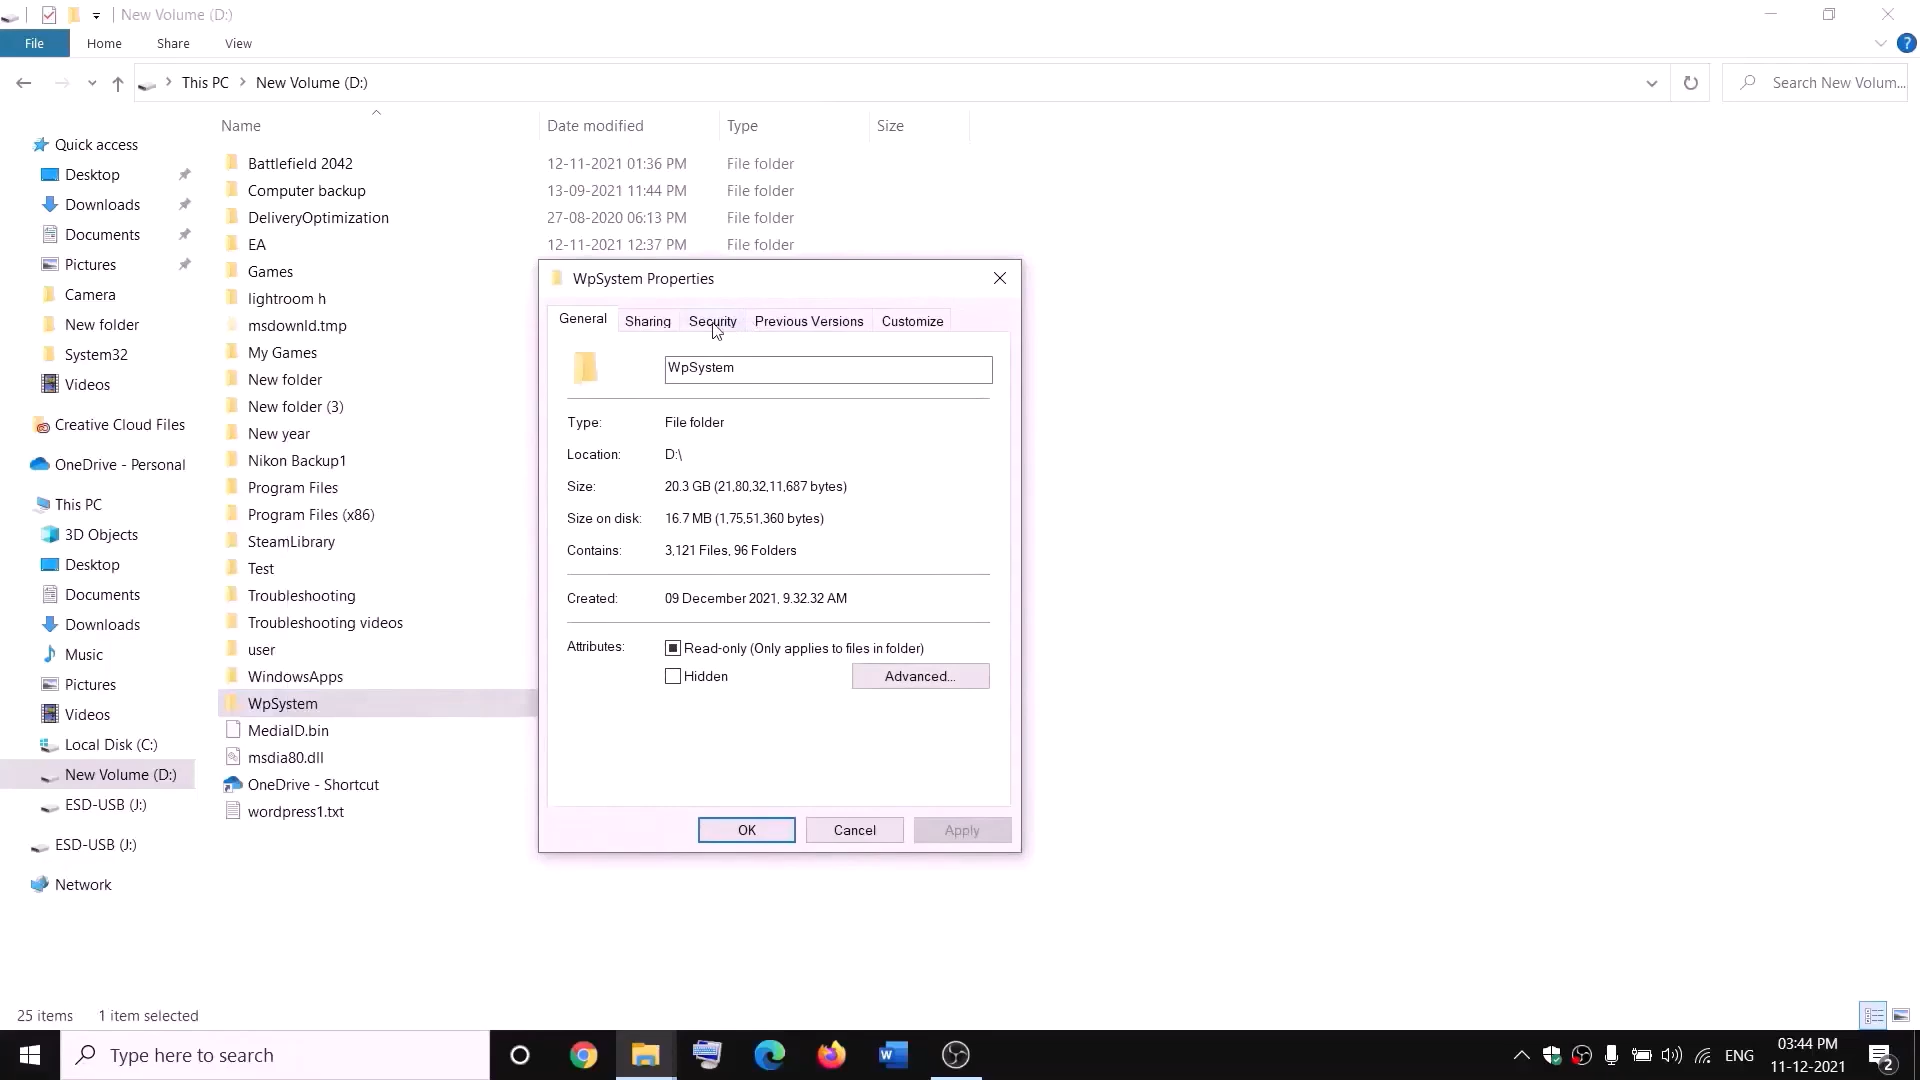 New Volume (D:)
File Home Share View
This PC New Volume (D:) Search New Volum...
Name Date modified Type Size
Quick access
Desktop
Downloads
Documents
Pictures
Camera
New folder
System32
Videos
Creative Cloud Files
OneDrive - Personal
This PC
3D Objects
Desktop
Documents
Downloads
Music
Pictures
Videos
Local Disk (C:)
New Volume (D:)
ESD-USB (J:)
ESD-USB (J:)
Network
Battlefield 2042 12-11-2021 01:36 PM File folder
Computer backup 13-09-2021 11:44 PM File folder
DeliveryOptimization 27-08-2020 06:13 PM File folder
EA 12-11-2021 12:37 PM File folder
Games
lightroom h
msdownld.tmp
My Games
New folder
New folder (3)
New year
Nikon Backup1
Program Files
Program Files (x86)
SteamLibrary
Test
Troubleshooting
Troubleshooting videos
user
WindowsApps
WpSystem
MediaID.bin
msdia80.dll
OneDrive - Shortcut
wordpress1.txt
WpSystem Properties
General Sharing Security Previous Versions Customize
WpSystem
Type: File folder
Location: D:\
Size: 20.3 GB (21,80,32,11,687 bytes)
Size on disk: 16.7 MB (1,75,51,360 bytes)
Contains: 3,121 Files, 96 Folders
Created: 09 December 2021, 9.32.32 AM
Attributes: Read-only (Only applies to files in folder)
Hidden Advanced...
OK Cancel Apply
25 items 1 item selected
Type here to search
ENG
03:44 PM
11-12-2021
2